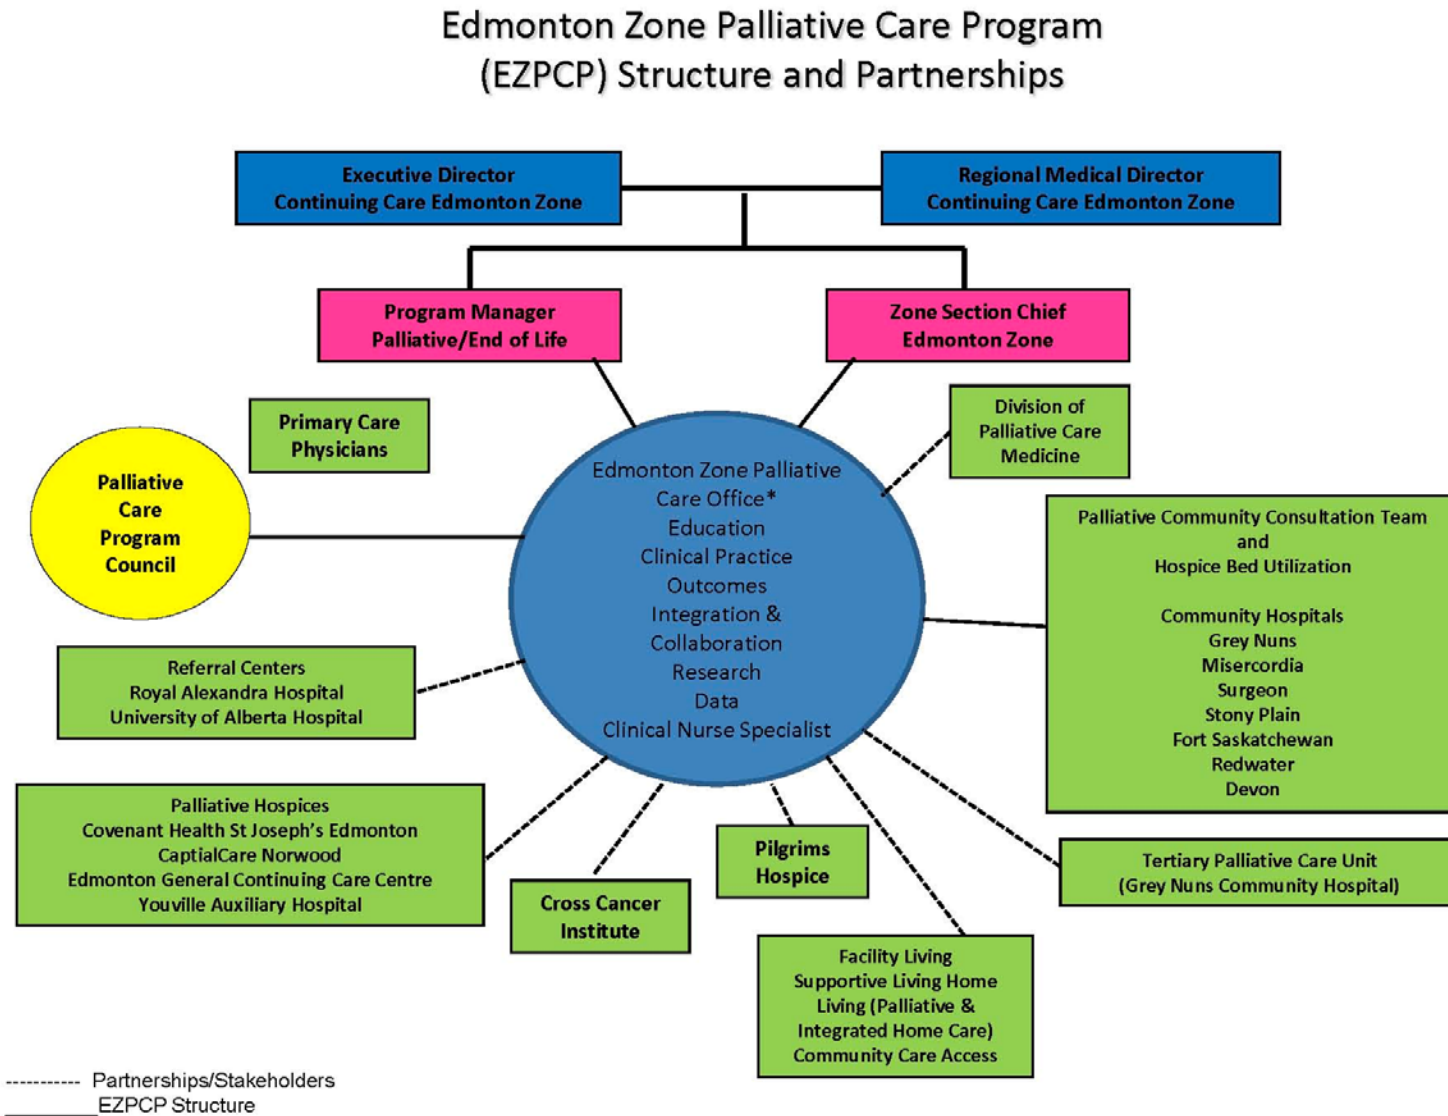 Edmonton Zone Palliative Care Program
(EZPCP) Structure and Partnerships
Executive Director
Continuing Care Edmonton Zone
Regional Medical Director
Continuing Care Edmonton Zone
Program Manager
Palliative/End of Life
Zone Section Chief
Edmonton Zone
Primary Care
Physicians
Division of
Palliative Care
Medicine
Palliative
Care
Program
Council
Edmonton Zone Palliative
Care Office*
Education
Clinical Practice
Outcomes
Integration &
Collaboration
Research
Data
Clinical Nurse Specialist
Palliative Community Consultation Team
and
Hospice Bed Utilization
Community Hospitals
Grey Nuns
Misercordia
Surgeon
Stony Plain
Fort Saskatchewan
Redwater
Devon
Referral Centers
Royal Alexandra Hospital
University of Alberta Hospital
Palliative Hospices
Covenant Health St Joseph's Edmonton
CaptialCare Norwood
Edmonton General Continuing Care Centre
Youville Auxiliary Hospital
Cross Cancer
Institute
Pilgrims
Hospice
Tertiary Palliative Care Unit
(Grey Nuns Community Hospital)
Facility Living
Supportive Living Home
Living (Palliative &
Integrated Home Care)
Community Care Access
----------- Partnerships/Stakeholders
__________EZPCP Structure